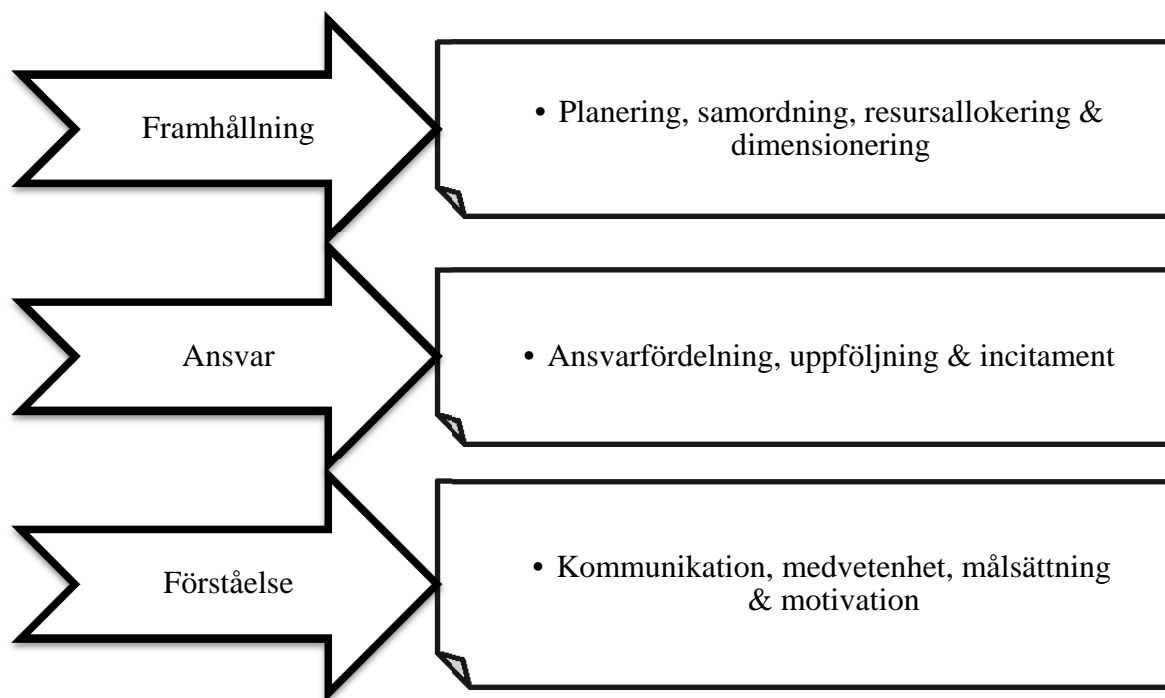 Framhållning
• Planering, samordning, resursallokering &
dimensionering
Ansvar
• Ansvarfördelning, uppföljning & incitament
Förståelse
• Kommunikation, medvetenhet, målsättning
& motivation